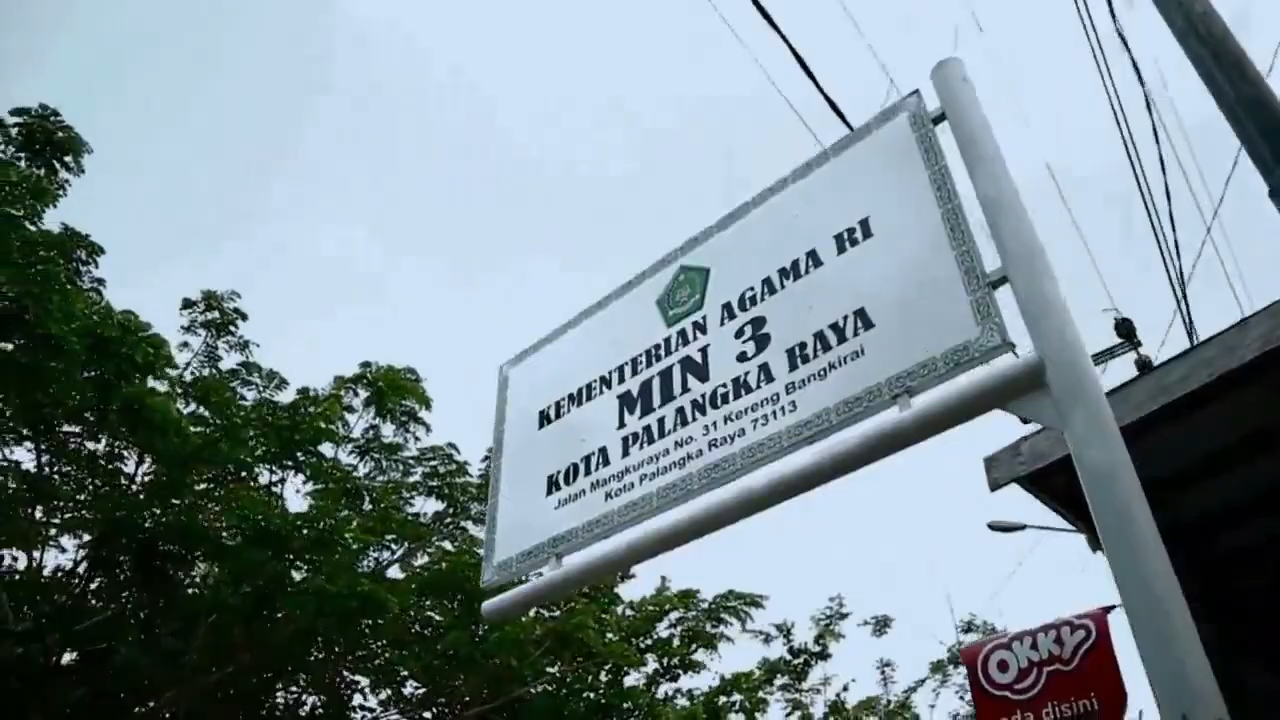 KEMENTERIAN AGAMA RI
MIN 3
KOTA PALANGKA RAYA
Jalan Mangkuraya No. 31 Kereng Bangkirai
Kota Palangka Raya 73113
OKKY
ada disini